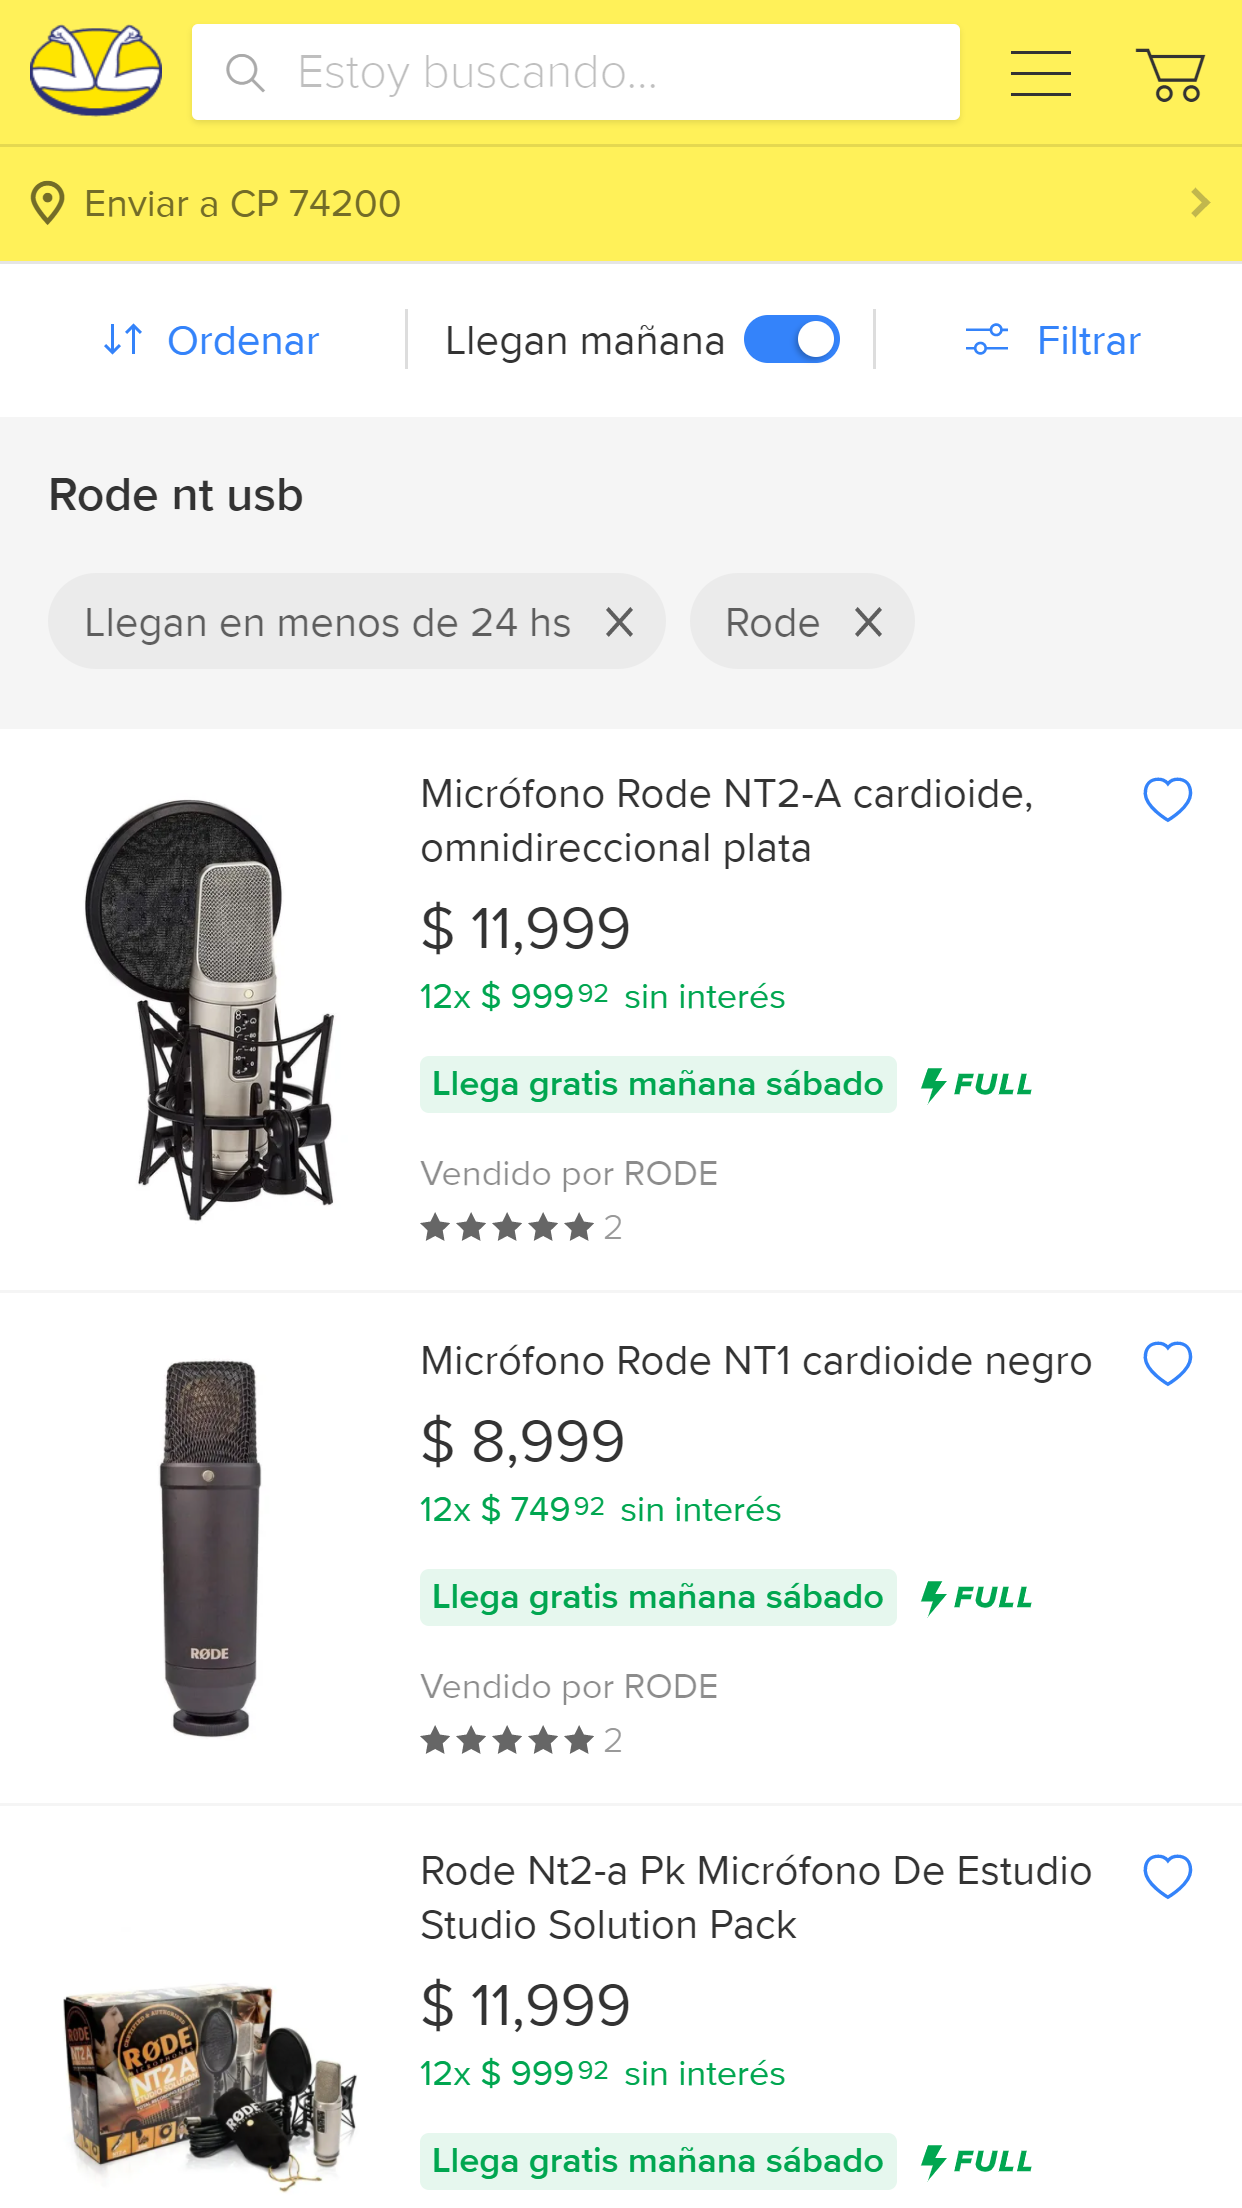 Estoy buscando...
Enviar a CP 74200
Ordenar
Llegan mañana
Filtrar
Rode nt usb
Llegan en menos de 24 hs
Rode
Micrófono Rode NT2-A cardioide,
omnidireccional plata
$ 11,999
12x $ 999 92 sin interés
Llega gratis mañana sábado FULL
Vendido por RODE
2
Micrófono Rode NT1 cardioide negro
$ 8,999
12x $ 749 92 sin interés
Llega gratis mañana sábado FULL
Vendido por RODE
2
RØDE
Rode Nt2-a Pk Micrófono De Estudio
Studio Solution Pack
$ 11,999
12x $ 999 92 sin interés
Llega gratis mañana sábado FULL
RØDE
NT2 A
RØDE